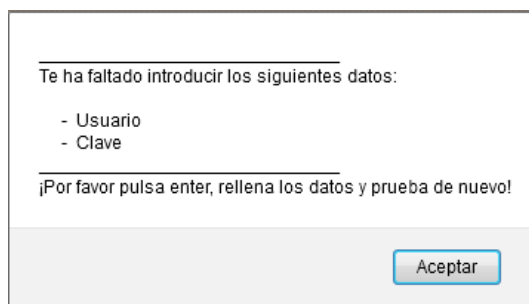 Te ha faltado introducir los siguientes datos:
- Usuario
- Clave
¡Por favor pulsa enter, rellena los datos y prueba de nuevo!
Aceptar